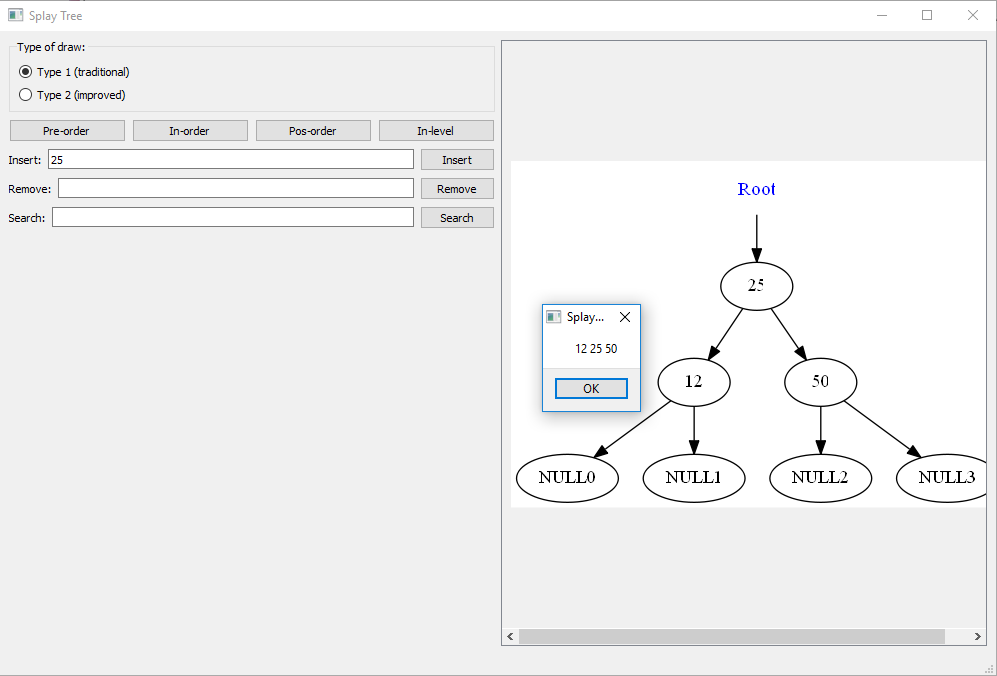 Splay Tree
Type of draw:
Type 1 (traditional)
Type 2 (improved)
Pre-order In-order Pos-order In-level
Insert: 25 Insert
Remove: Remove
Search: Search
Root
25
Splay...
12 25 50
OK
12 50
NULL0 NULL1 NULL2 NULL3